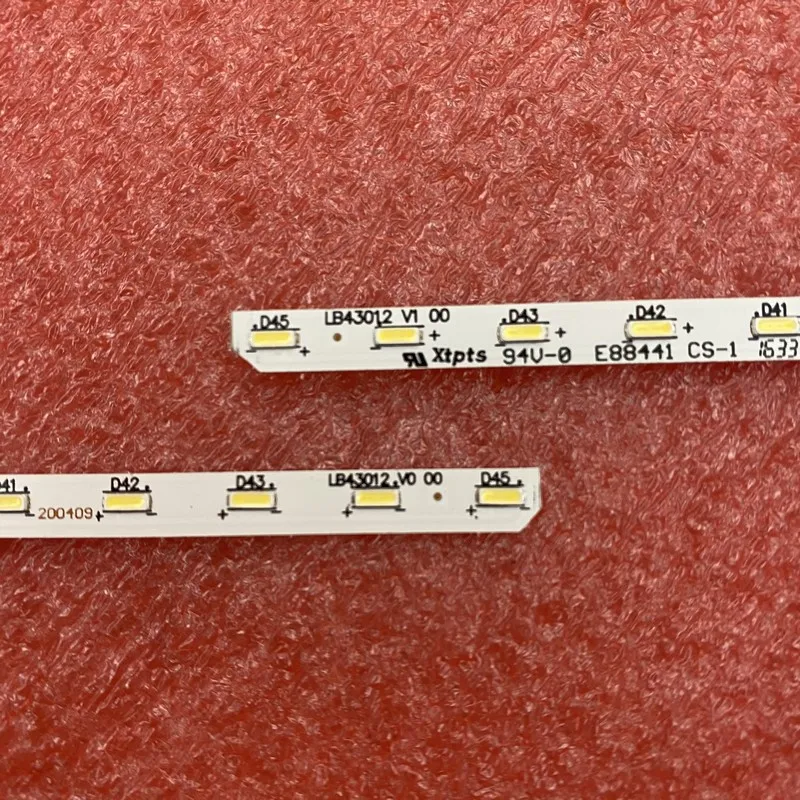 D45 LB43012 V1 00 D43 D42 D41
Xtpts 94V-0 E88441 CS-1 1633
D42 D43 LB43012 V0 00 D45
200409